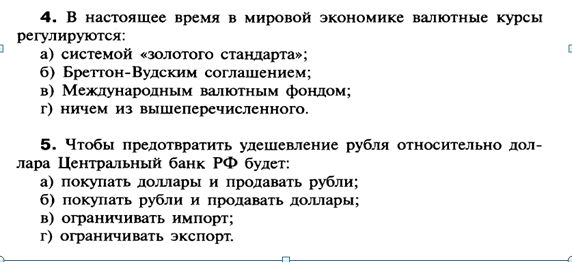 4. В настоящее время в мировой экономике валютные курсы
регулируются:
а) системой «золотого стандарта»;
б) Бреттон-Вудским соглашением;
в) Международным валютным фондом;
г) ничем из вышеперечисленного.
5. Чтобы предотвратить удешевление рубля относительно дол-
лара Центральный банк РФ будет:
а) покупать доллары и продавать рубли;
б) покупать рубли и продавать доллары;
в) ограничивать импорт;
г) ограничивать экспорт.